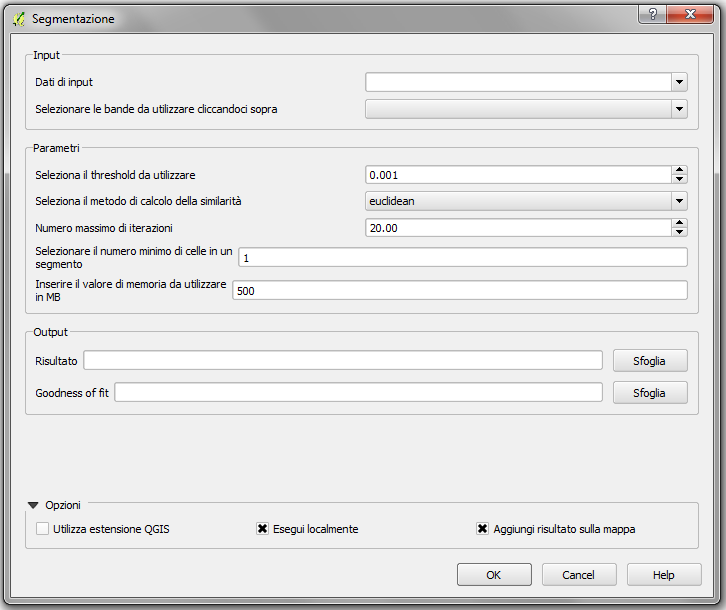 Segmentazione
Input
Dati di input
Selezionare le bande da utilizzare cliccandoci sopra
Parametri
Seleziona il threshold da utilizzare
0.001
Seleziona il metodo di calcolo della similarità
euclidean
Numero massimo di iterazioni
20.00
Selezionare il numero minimo di celle in un
segmento
1
Inserire il valore di memoria da utilizzare
in MB
500
Output
Risultato
Sfoglia
Goodness of fit
Sfoglia
Opzioni
Utilizza estensione QGIS
Esegui localmente
Aggiungi risultato sulla mappa
OK
Cancel
Help